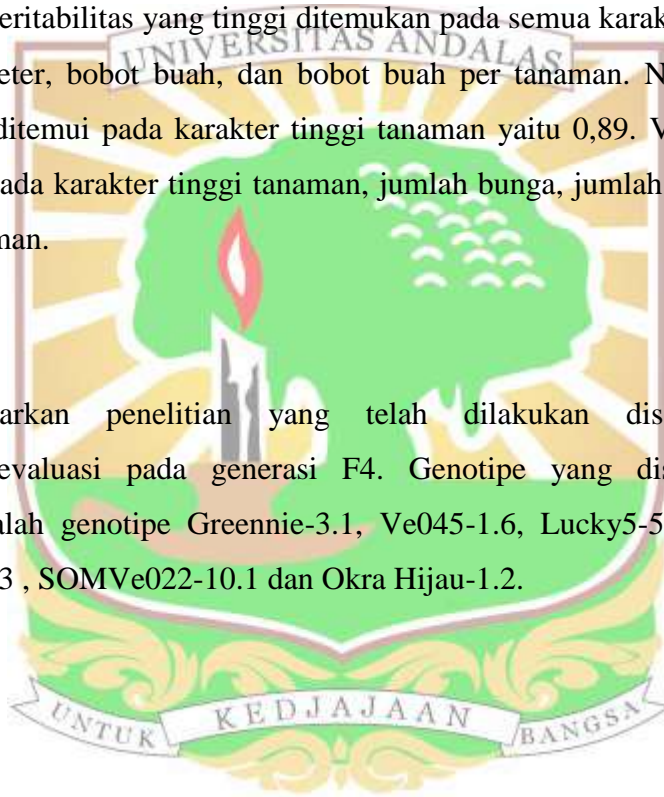 eritabilitas yang tinggi ditemukan pada semua karak
UNIVERSITAS ANDALAS
eter, bobot buah, dan bobot buah per tanaman. N
ditemui pada karakter tinggi tanaman yaitu 0,89. V
ada karakter tinggi tanaman, jumlah bunga, jumlah
man.
arkan penelitian yang telah dilakukan dis
evaluasi pada generasi F4. Genotipe yang dis
alah genotipe Greennie-3.1, Ve045-1.6, Lucky5-5
3 , SOMVe022-10.1 dan Okra Hijau-1.2.
UNTUK KEDJAJAAN BANGSA